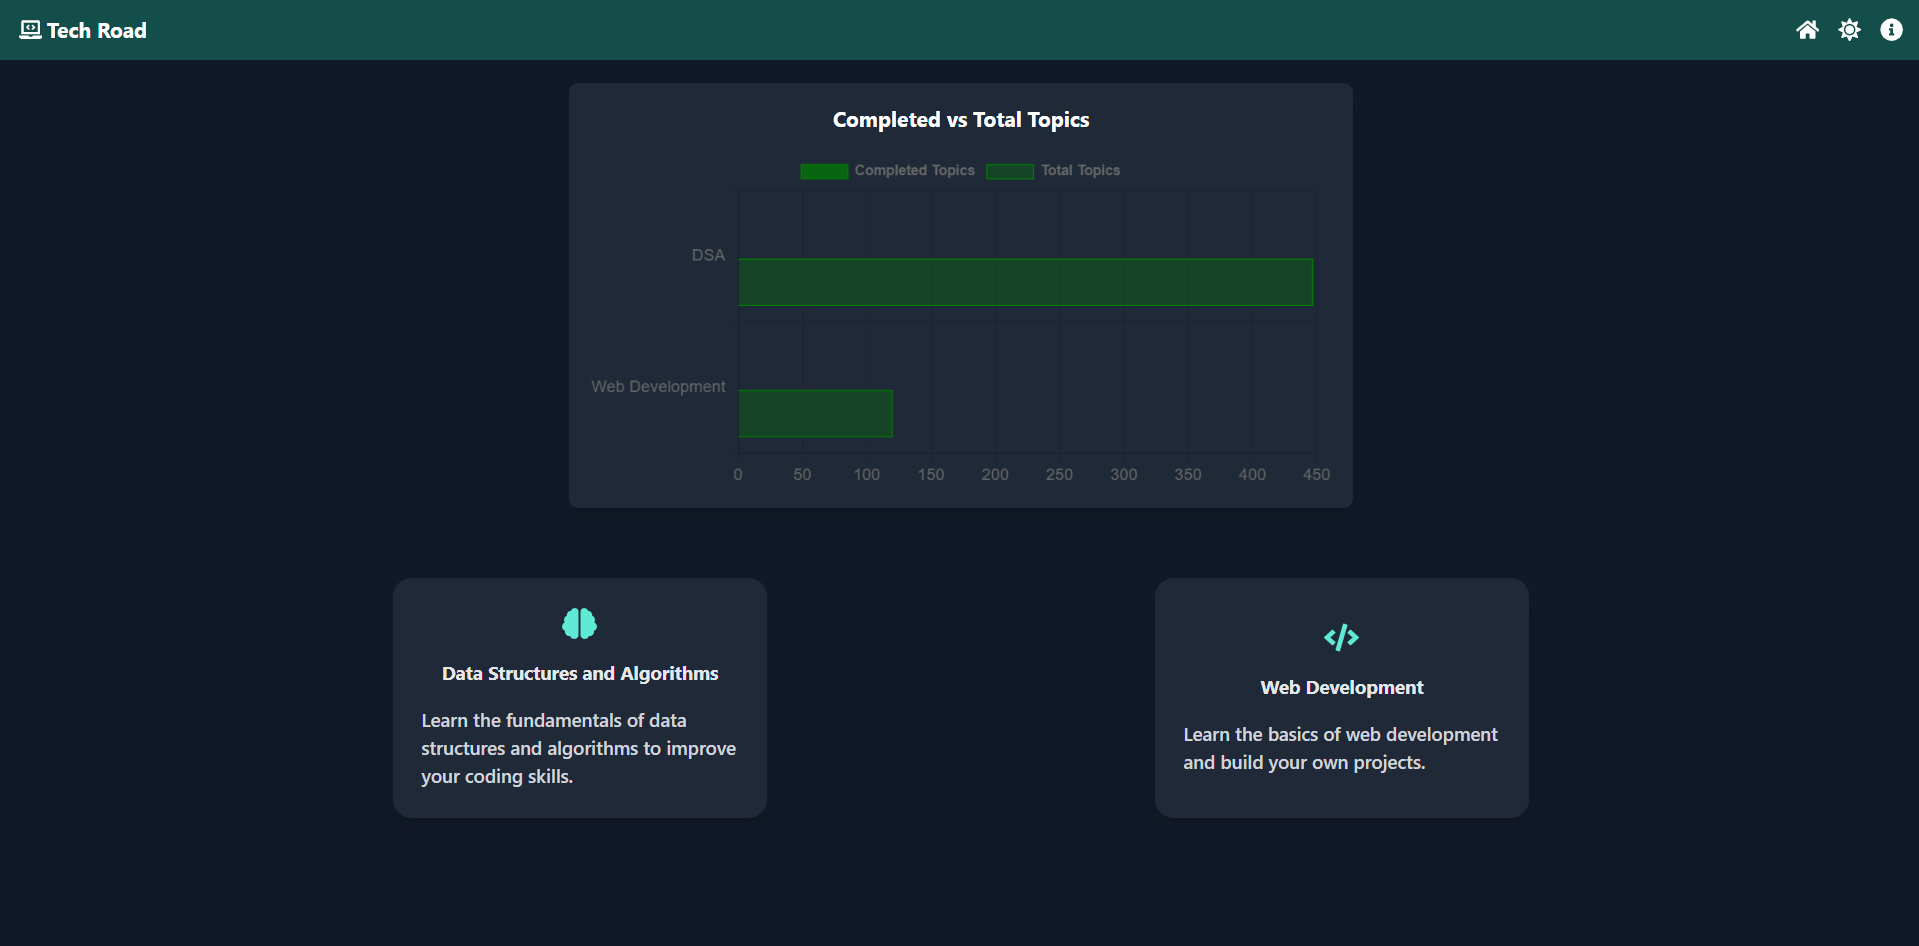 Tech Road
Completed vs Total Topics
Completed Topics Total Topics
DSA
Web Development
0 50 100 150 200 250 300 350 400 450
Data Structures and Algorithms
Learn the fundamentals of data
structures and algorithms to improve
your coding skills.
Web Development
Learn the basics of web development
and build your own projects.